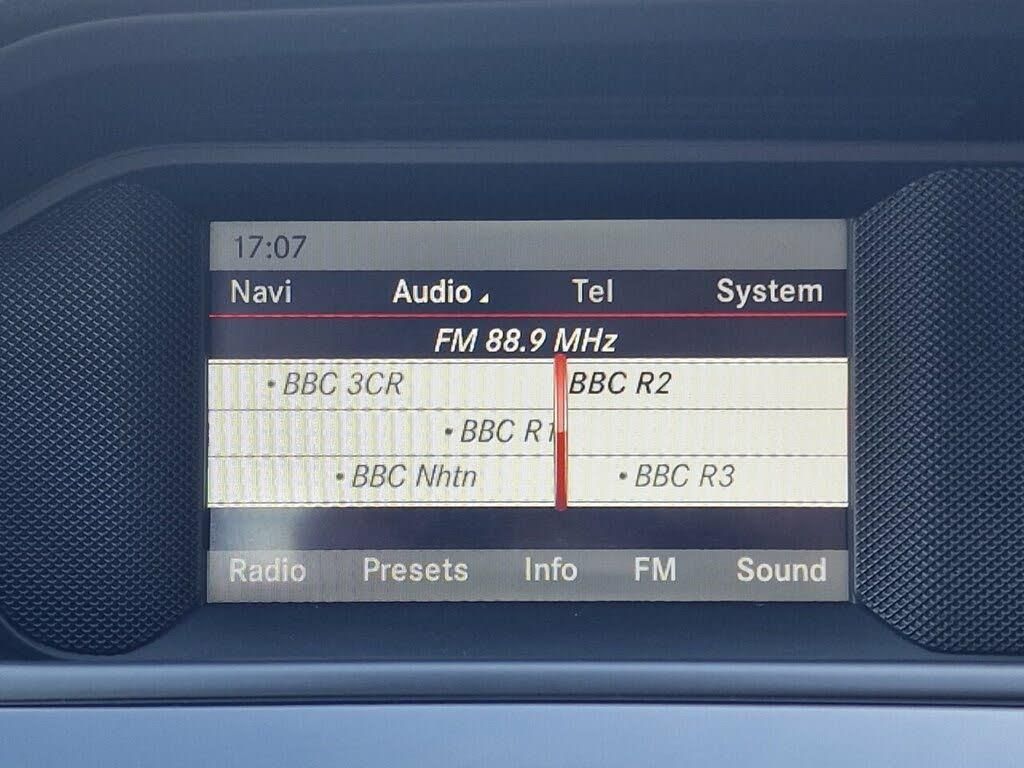 17:07
Navi Audio Tel System
FM 88.9 MHz
• BBC 3CR BBC R2
• BBC R1
• BBC Nhtn • BBC R3
Radio Presets Info FM Sound